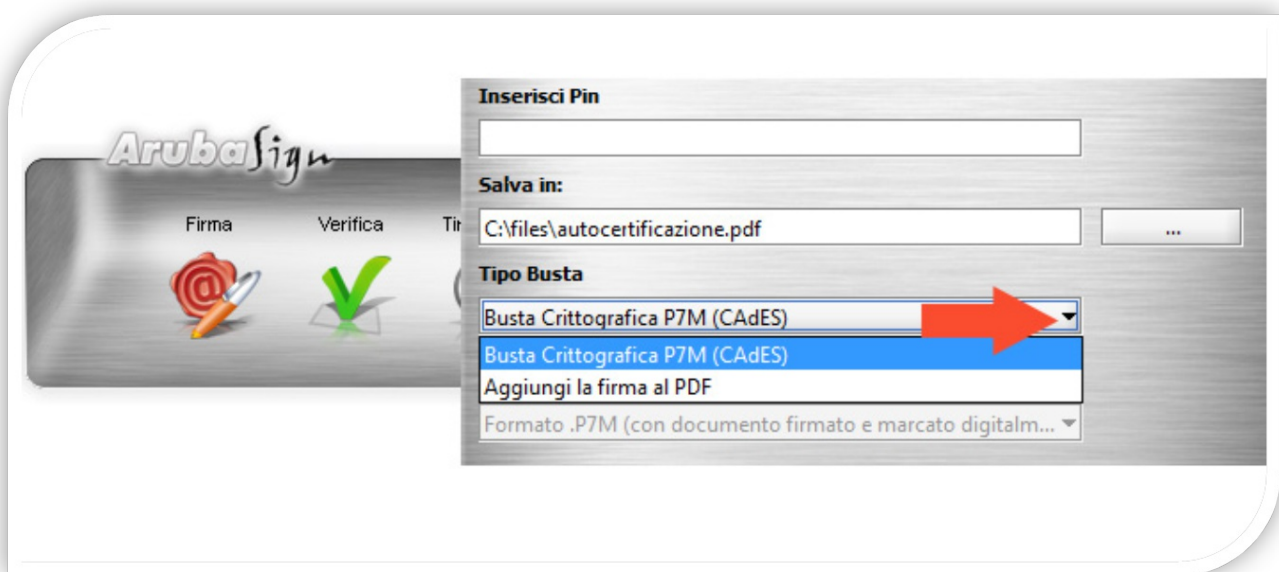 ArubaSign
Firma Verifica
Inserisci Pin
Salva in:
C:\files\autocertificazione.pdf ...
Tipo Busta
Busta Crittografica P7M (CAdES)
Busta Crittografica P7M (CAdES)
Aggiungi la firma al PDF
Formato .P7M (con documento firmato e marcato digitalm...